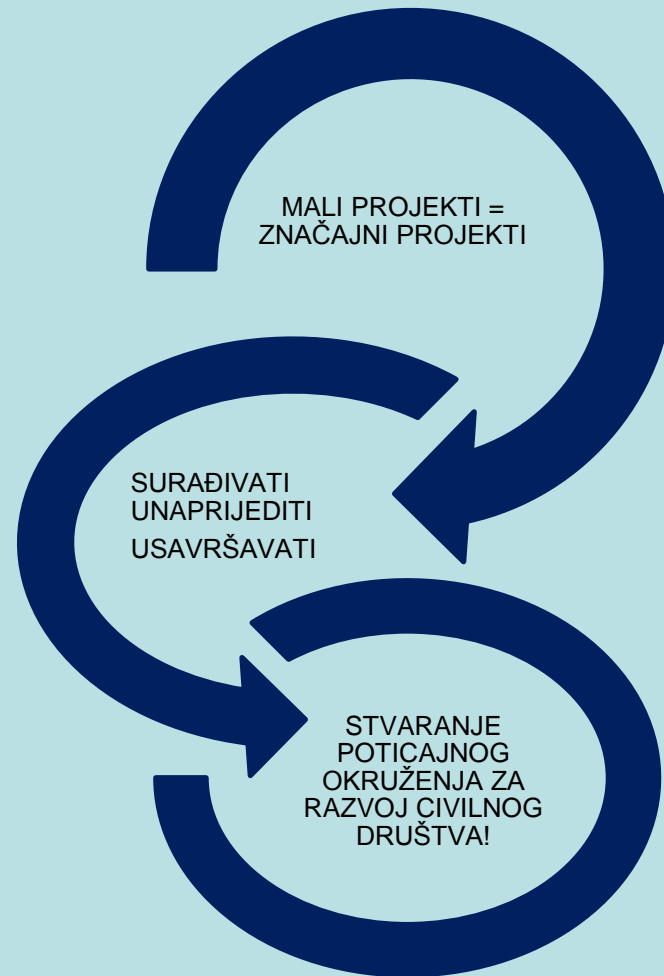 MALI PROJEKTI =
ZNAČAJNI PROJEKTI
SURAĐIVATI
UNAPRIJEDITI
USAVRŠAVATI
STVARANJE
POTICAJNOG
OKRUŽENJA ZA
RAZVOJ CIVILNOG
DRUŠTVA!